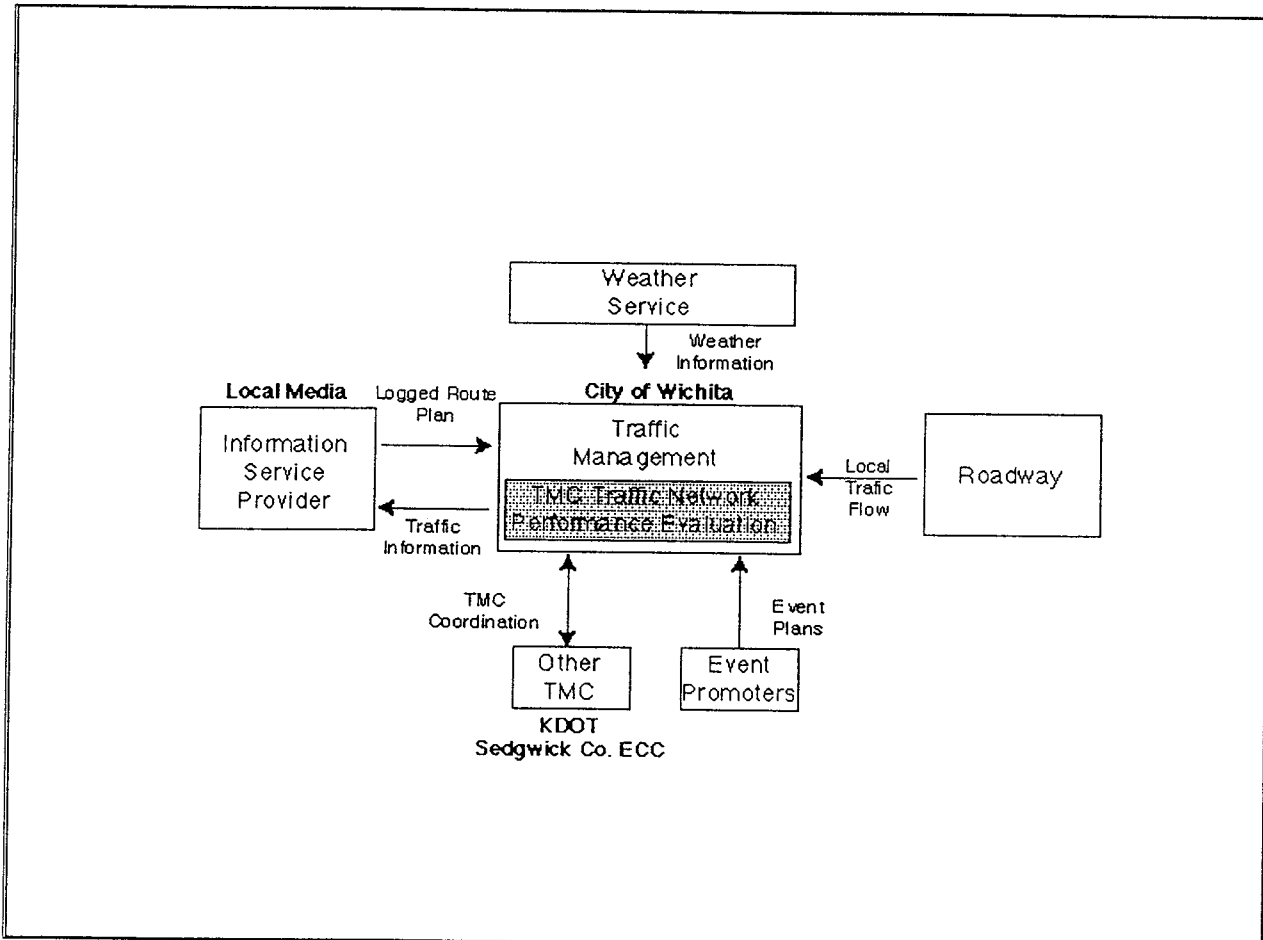 Weather
Service
Weather
Information
Local Media
Logged Route
Plan
City of Wichita
Information
Service
Provider
Traffic
Management
TMC Traffic Network
Performance Evaluation
Local
Trafic
Flow
Roadway
Traffic
Information
TMC
Coordination
Event
Plans
Other
TMC
Event
Promoters
KDOT
Sedgwick Co. ECC